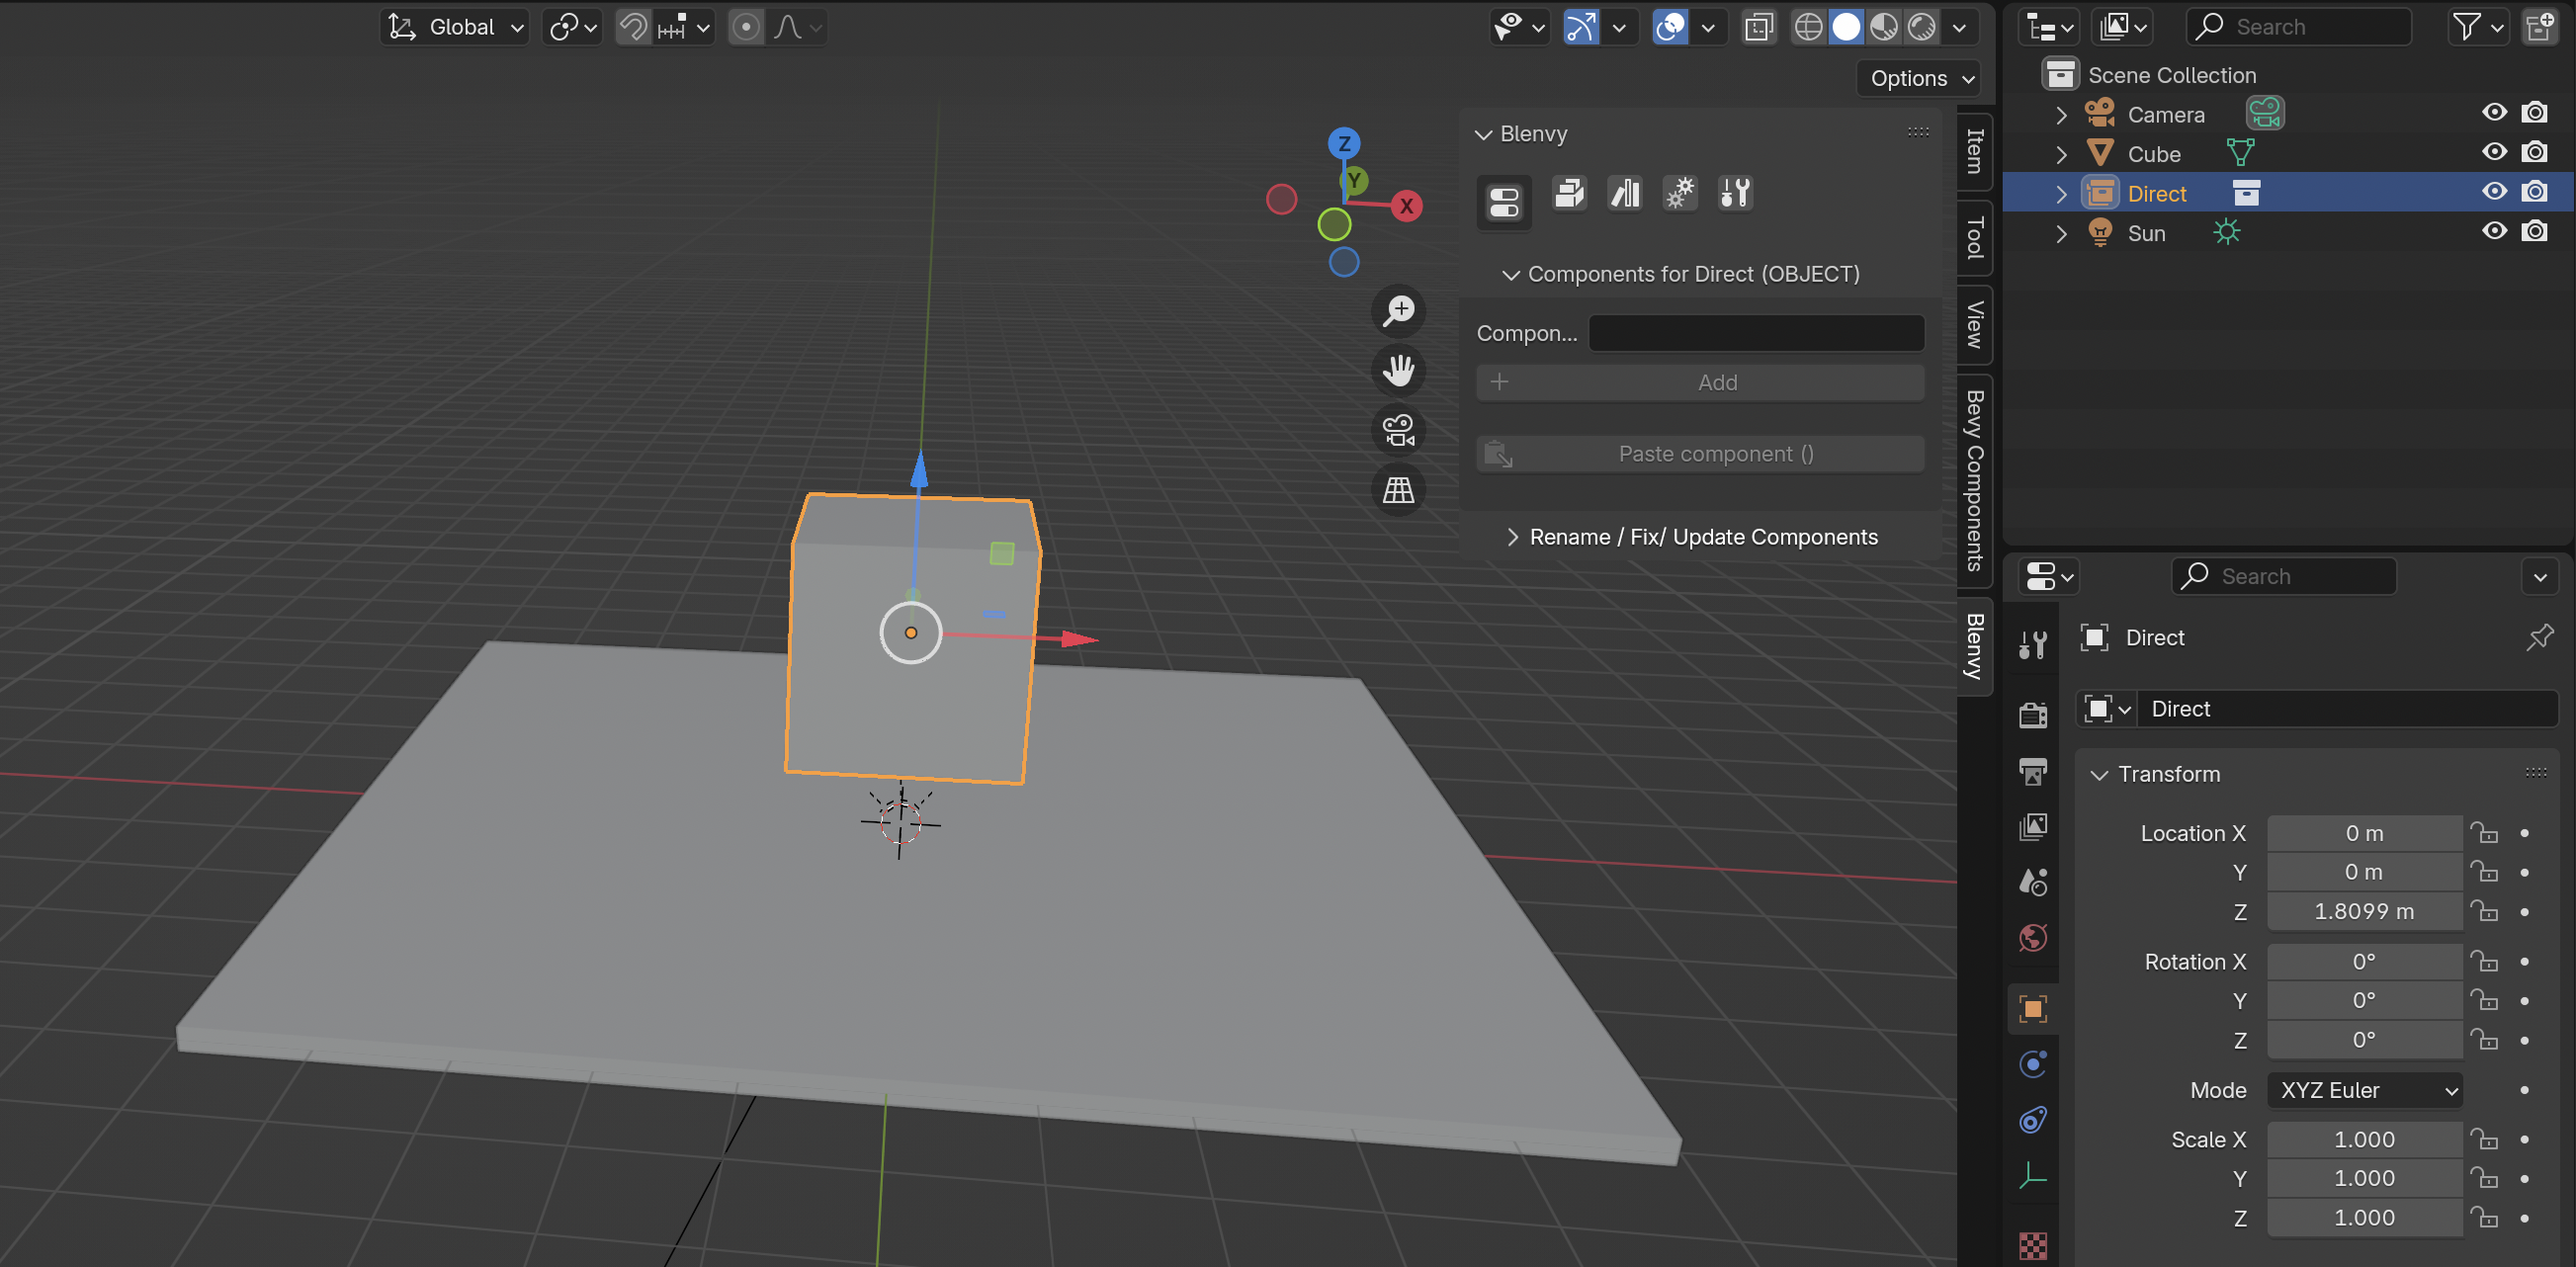 Global
Options
Z
Y
X
Blenvy
Components for Direct (OBJECT)
Compon...
Add
Paste component ()
Rename / Fix/ Update Components
Item
Tool
View
Bevy Components
Blenvy
Search
Scene Collection
Camera
Cube
Direct
Sun
Search
Direct
Direct
Transform
Location X 0 m
Y 0 m
Z 1.8099 m
Rotation X 0°
Y 0°
Z 0°
Mode XYZ Euler
Scale X 1.000
Y 1.000
Z 1.000